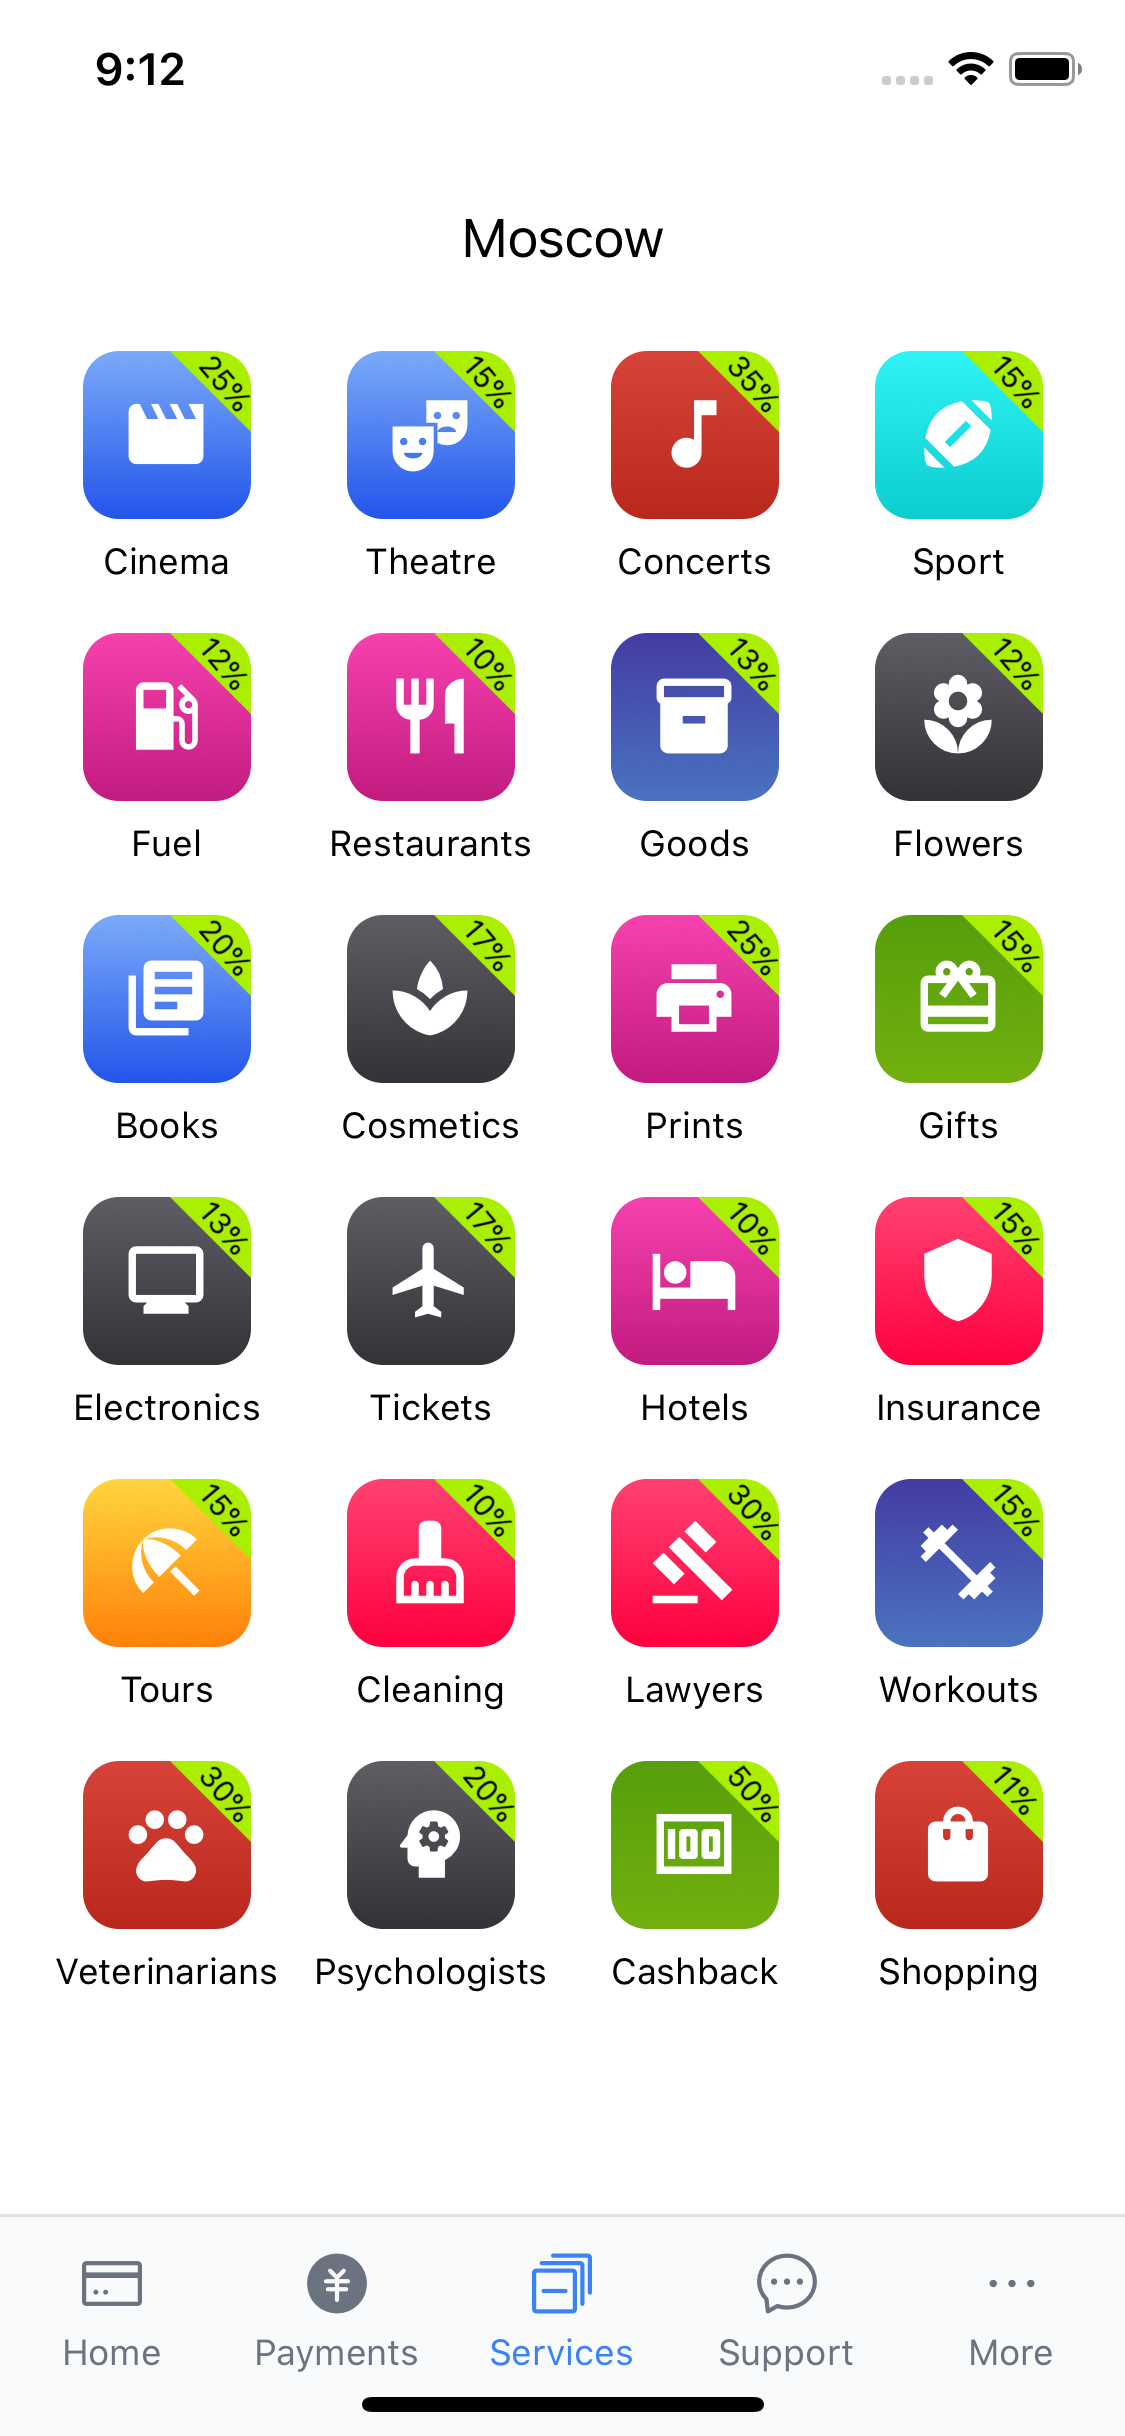 9:12
Moscow
25% 15% 35% 15%
Cinema Theatre Concerts Sport
12% 10% 13% 12%
Fuel Restaurants Goods Flowers
20% 17% 25% 15%
Books Cosmetics Prints Gifts
13% 17% 10% 15%
Electronics Tickets Hotels Insurance
15% 10% 30% 15%
Tours Cleaning Lawyers Workouts
30% 20% 50% 11%
100
Veterinarians Psychologists Cashback Shopping
¥
Home Payments Services Support More